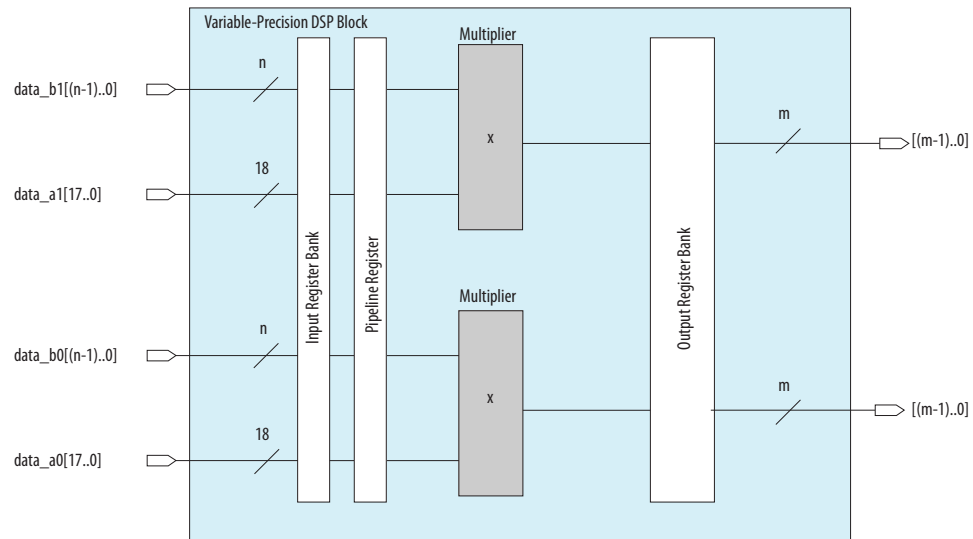 Variable-Precision DSP Block
Multiplier
n
data_b1[(n-1)..0]
m
[(m-1)..0]
x
18
data_a1[17..0]
Input Register Bank
Pipeline Register
Output Register Bank
Multiplier
n
data_b0[(n-1)..0]
m
[(m-1)..0]
x
18
data_a0[17..0]